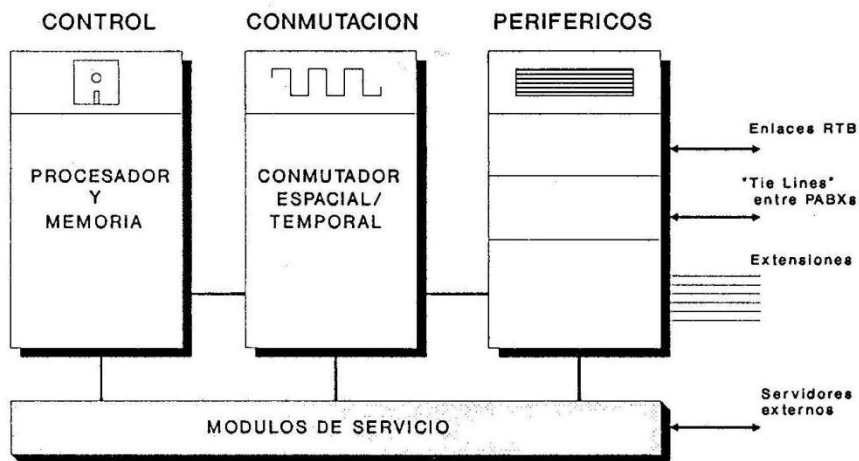 CONTROL
CONMUTACION
PERIFERICOS
PROCESADOR
Y
MEMORIA
CONMUTADOR
ESPACIAL/
TEMPORAL
Enlaces RTB
"Tie Lines"
entre PABXs
Extensiones
MODULOS DE SERVICIO
Servidores
externos